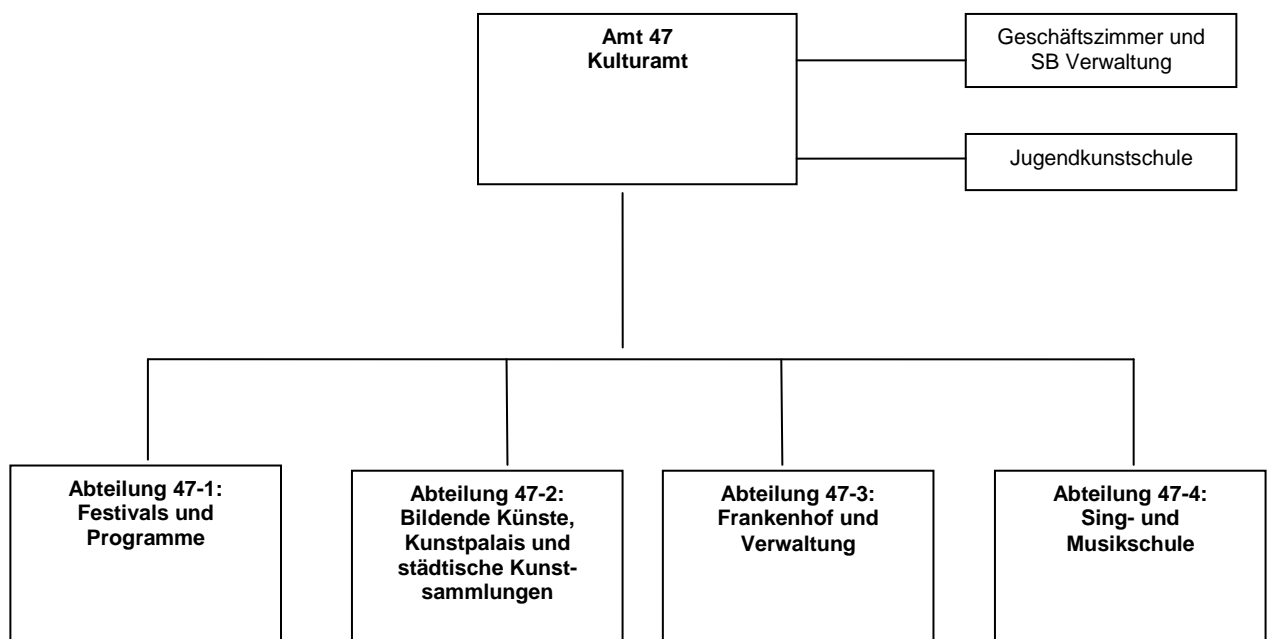 Amt 47
Kulturamt
Geschäftszimmer und
SB Verwaltung
Jugendkunstschule
Abteilung 47-1:
Festivals und
Programme
Abteilung 47-2:
Bildende Künste,
Kunstpalais und
städtische Kunst-
sammlungen
Abteilung 47-3:
Frankenhof und
Verwaltung
Abteilung 47-4:
Sing- und
Musikschule